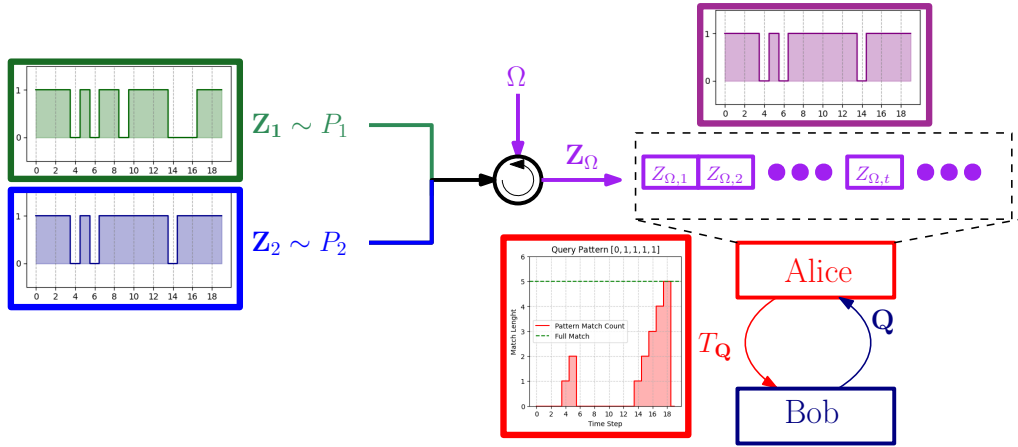 1
0
0 2 4 6 8 10 12 14 16 18
Z₁ ∼ P₁
1
0
0 2 4 6 8 10 12 14 16 18
Z₂ ∼ P₂
Ω
Z_Ω
1
0
0 2 4 6 8 10 12 14 16 18
Z_{Ω,1} Z_{Ω,2} Z_{Ω,t}
Query Pattern [0, 1, 1, 1, 1]
6
5
4
3
2
1
0
Match Lenght
Pattern Match Count
Full Match
0 2 4 6 8 10 12 14 16 18
Time Step
Alice
T_Q
Q
Bob